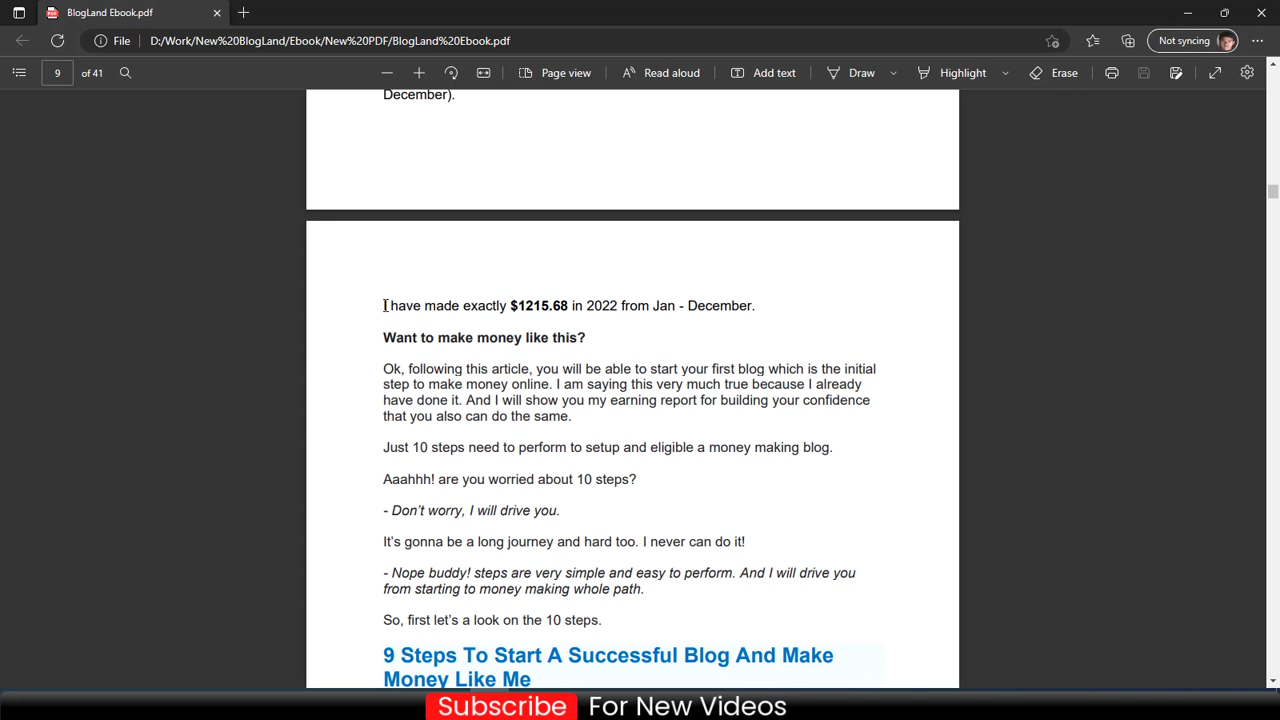 BlogLand Ebook.pdf
File
D:/Work/New%20BlogLand/Ebook/New%20PDF/BlogLand%20Ebook.pdf
Not syncing
9 of 41
Page view
Read aloud
Add text
Draw
Highlight
Erase
December).
I have made exactly $1215.68 in 2022 from Jan - December.
Want to make money like this?
Ok, following this article, you will be able to start your first blog which is the initial
step to make money online. I am saying this very much true because I already
have done it. And I will show you my earning report for building your confidence
that you also can do the same.
Just 10 steps need to perform to setup and eligible a money making blog.
Aaahhh! are you worried about 10 steps?
- Don't worry, I will drive you.
It's gonna be a long journey and hard too. I never can do it!
- Nope buddy! steps are very simple and easy to perform. And I will drive you
from starting to money making whole path.
So, first let's a look on the 10 steps.
9 Steps To Start A Successful Blog And Make
Money Like Me
Subscribe For New Videos